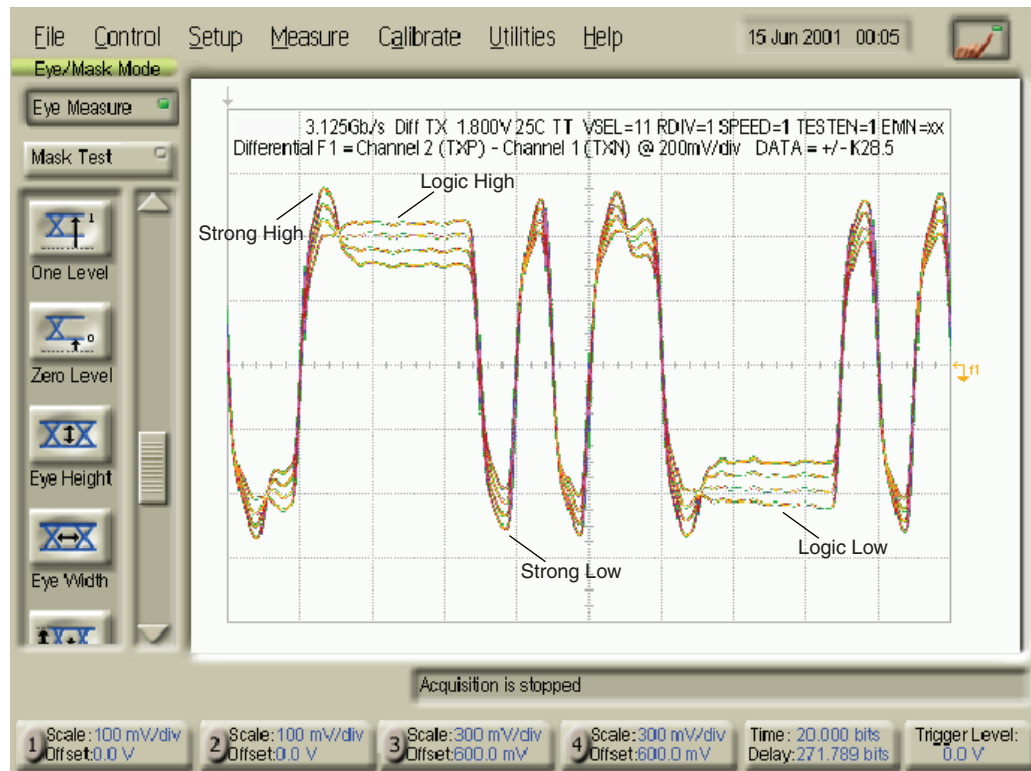 File Control Setup Measure Calibrate Utilities Help 15 Jun 2001 00:05
Eye/Mask Mode
Eye Measure
Mask Test
One Level
Zero Level
Eye Height
Eye Width
3.125Gb/s Diff TX 1.800V 25C TT VSEL=11 RDIV=1 SPEED=1 TESTEN=1 EMN=xx
Differential F1 = Channel 2 (TXP) - Channel 1 (TXN) @ 200mV/div DATA = +/- K28.5
Logic High
Strong High
f1
Logic Low
Strong Low
Acquisition is stopped
1 Scale:100 mV/div
Offset:0.0 V
2 Scale:100 mV/div
Offset:0.0 V
3 Scale:300 mV/div
Offset:600.0 mV
4 Scale:300 mV/div
Offset:600.0 mV
Time: 20.000 bits
Delay:271.789 bits
Trigger Level:
0.0 V